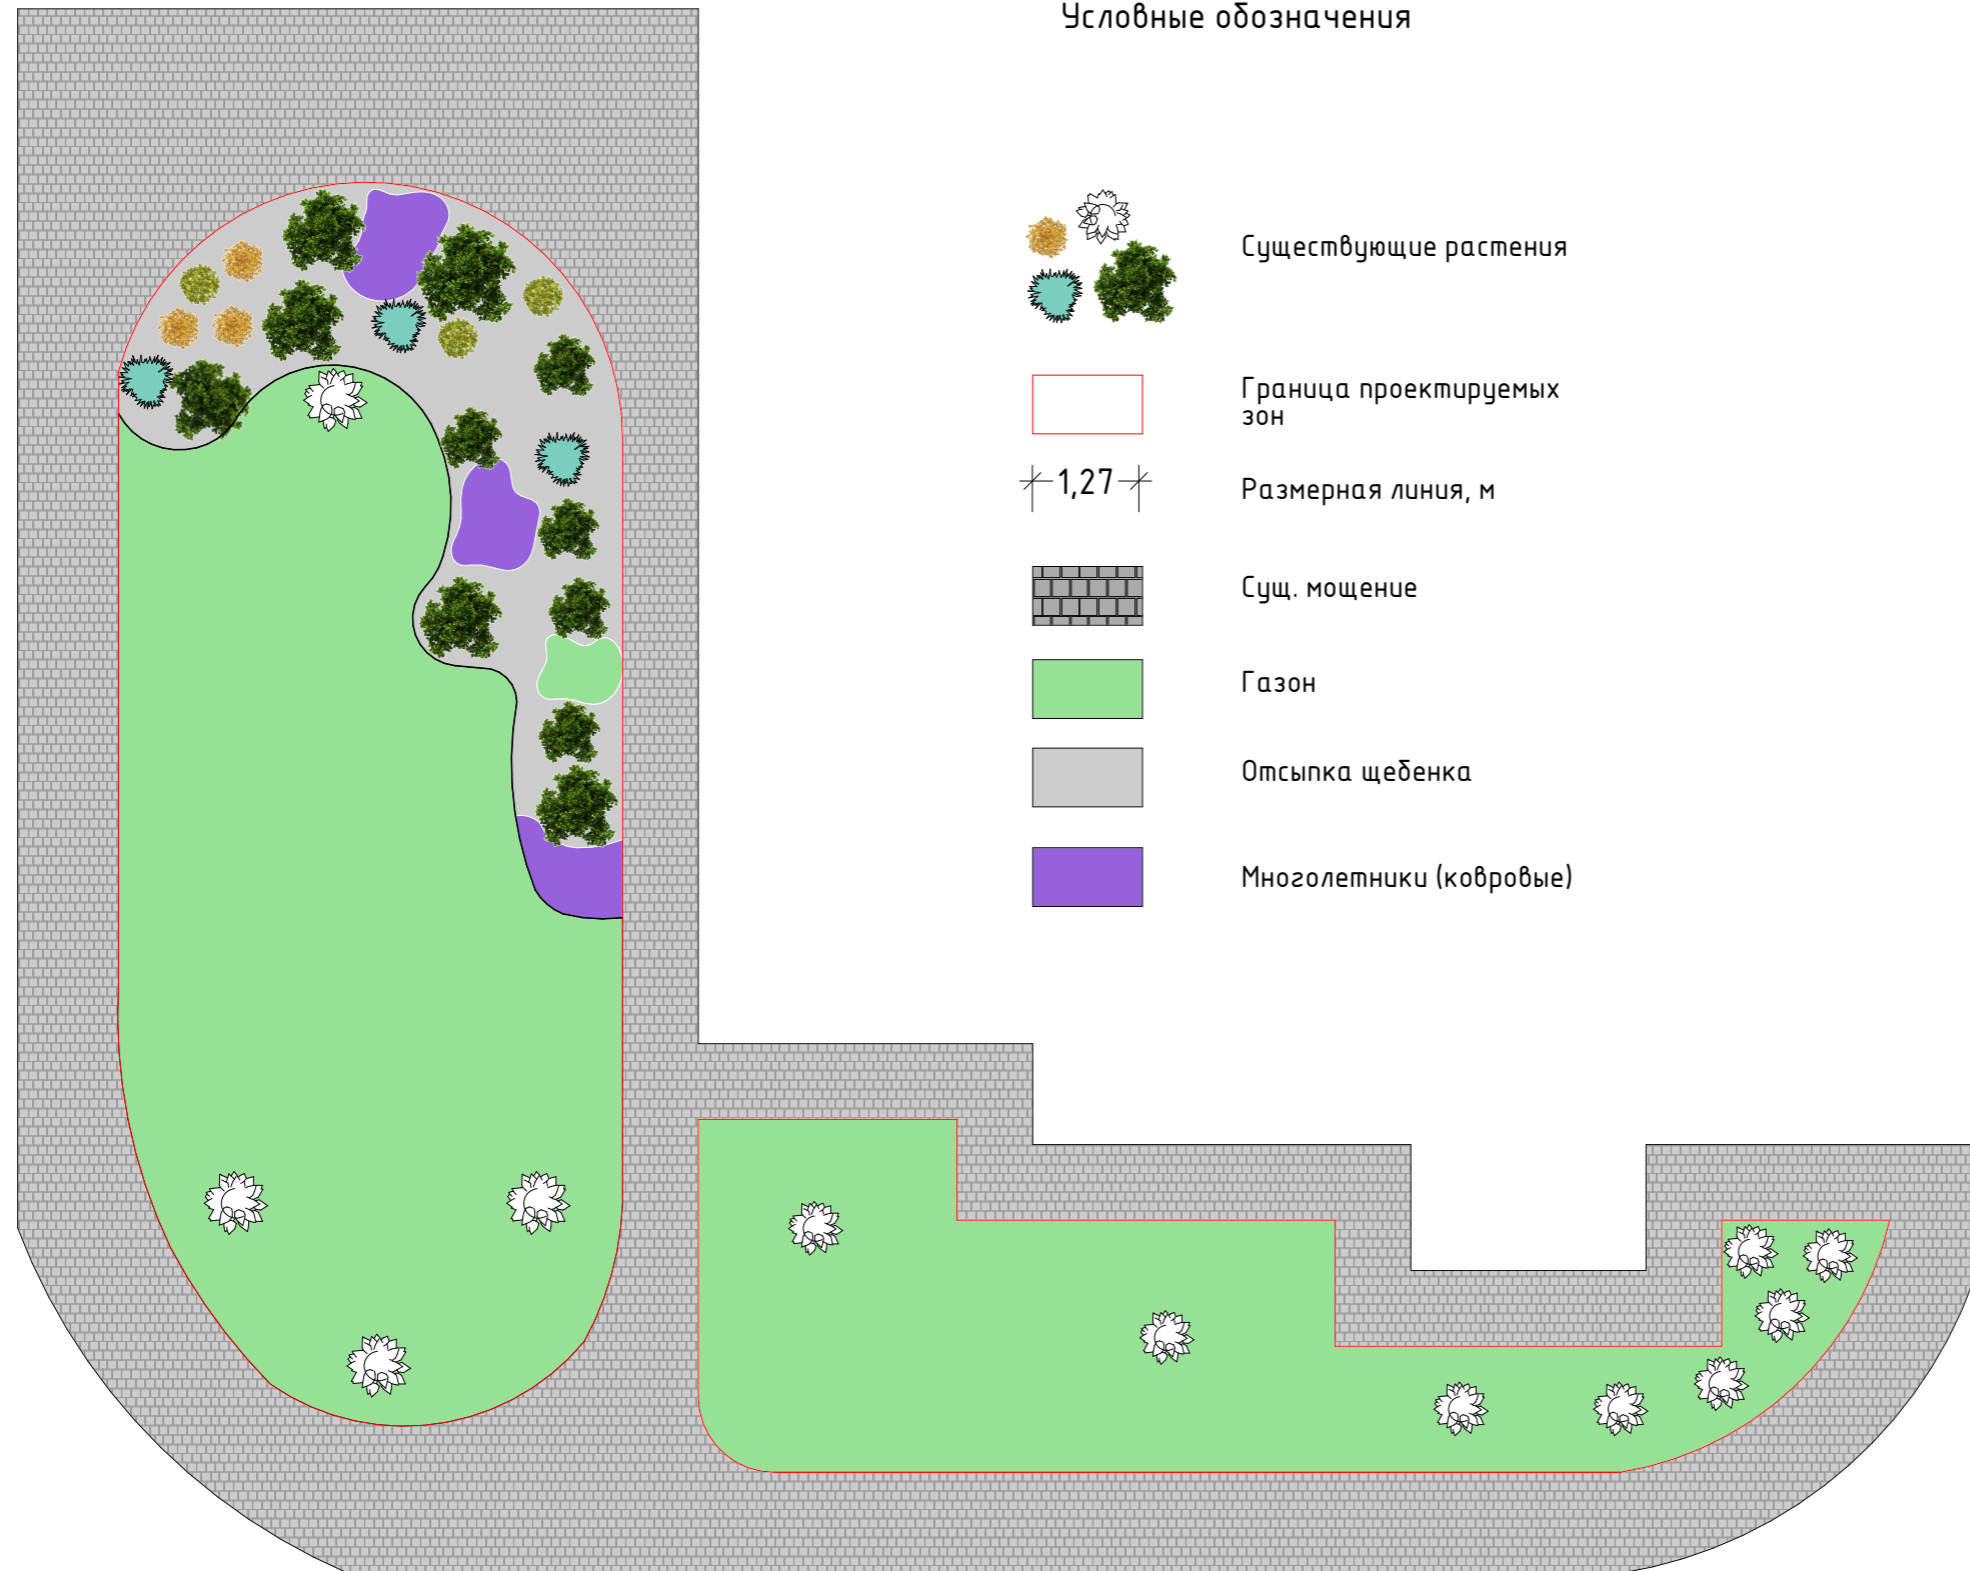 Условные обозначения
Существующие растения
Граница проектируемых
зон
1,27
Размерная линия, м
Сущ. мощение
Газон
Отсыпка щебенка
Многолетники (ковровые)